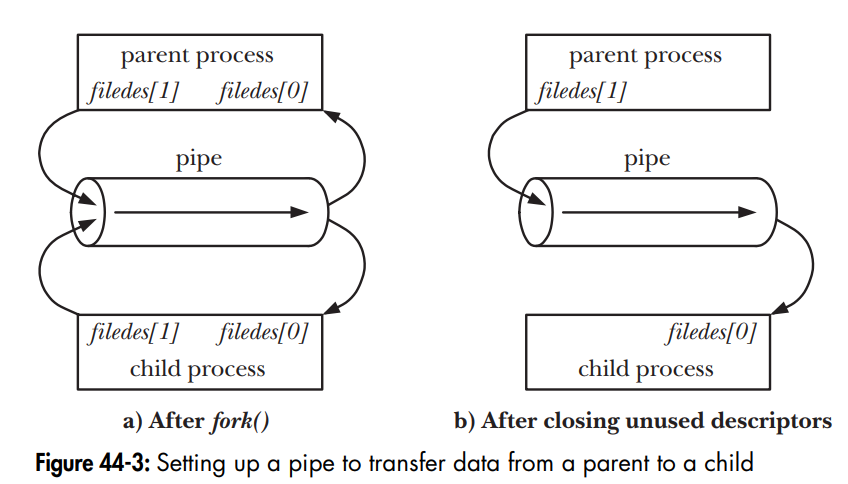 parent process
filedes[1] filedes[0]
pipe
filedes[1] filedes[0]
child process
a) After fork()
parent process
filedes[1]
pipe
filedes[0]
child process
b) After closing unused descriptors
Figure 44-3: Setting up a pipe to transfer data from a parent to a child